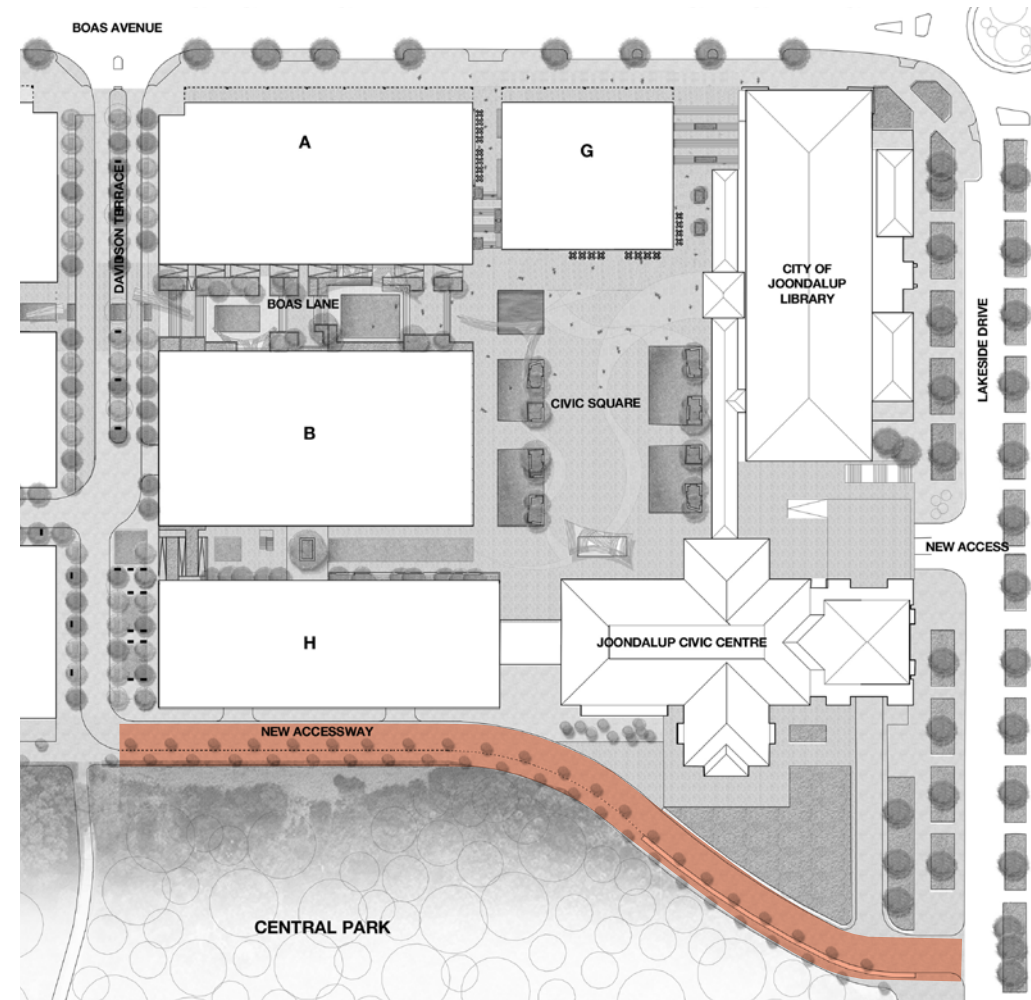 BOAS AVENUE
A
G
DAVIDSON TERRACE
CITY OF
JOONDALUP
LIBRARY
BOAS LANE
LAKESIDE DRIVE
CIVIC SQUARE
B
NEW ACCESS
H
JOONDALUP CIVIC CENTRE
NEW ACCESSWAY
CENTRAL PARK